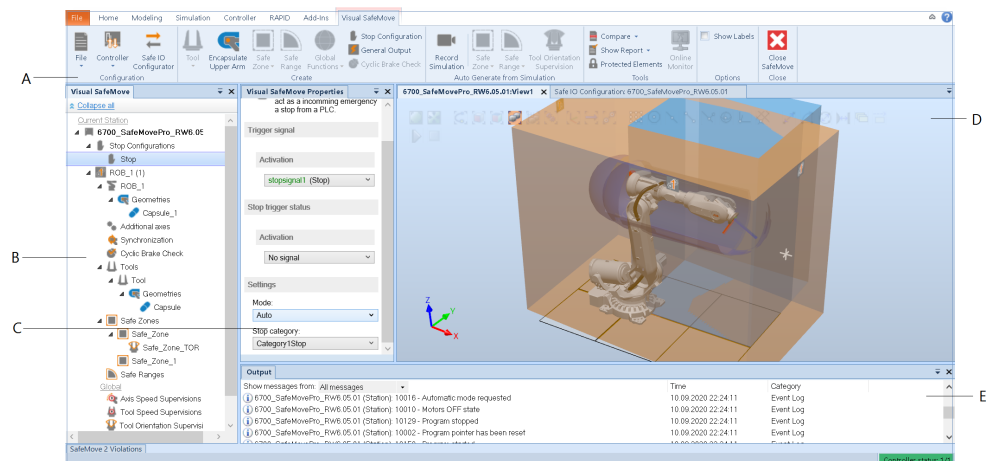 File Home Modeling Simulation Controller RAPID Add-Ins Visual SafeMove
File Controller Safe IO Configurator
Configuration
Tool Encapsulate Upper Arm Safe Zone Safe Range Global Functions
Stop Configuration
General Output
Cyclic Brake Check
Create
Record Simulation Safe Zone Safe Range Tool Orientation Supervision
Auto Generate from Simulation
Compare
Show Report
Protected Elements
Online Monitor
Tools
Show Labels
Options
Close SafeMove
Close
A
Visual SafeMove
Collapse all
Current Station
6700_SafeMovePro_RW6.05
Stop Configurations
Stop
ROB_1 (1)
ROB_1
Geometries
Capsule_1
Additional axes
Synchronization
Cyclic Brake Check
Tools
Tool
Geometries
Capsule
Safe Zones
Safe_Zone
Safe_Zone_TOR
Safe_Zone_1
Safe Ranges
Global
Axis Speed Supervisions
Tool Speed Supervisions
Tool Orientation Supervisi
B
Visual SafeMove Properties
act as a incomming emergency
a stop from a PLC.
Trigger signal
Activation
stopsignal1 (Stop)
Stop trigger status
Activation
No signal
Settings
Mode:
Auto
Stop category:
Category1Stop
C
6700_SafeMovePro_RW6.05.01:View1 Safe IO Configuration: 6700_SafeMovePro_RW6.05.01
D
Z
Y
X
Output
Show messages from: All messages Time Category
6700_SafeMovePro_RW6.05.01 (Station): 10016 - Automatic mode requested 10.09.2020 22:24:11 Event Log
6700_SafeMovePro_RW6.05.01 (Station): 10010 - Motors OFF state 10.09.2020 22:24:11 Event Log
6700_SafeMovePro_RW6.05.01 (Station): 10129 - Program stopped 10.09.2020 22:24:11 Event Log
6700_SafeMovePro_RW6.05.01 (Station): 10002 - Program pointer has been reset 10.09.2020 22:24:11 Event Log
E
SafeMove 2 Violations
Controller status: 1/1